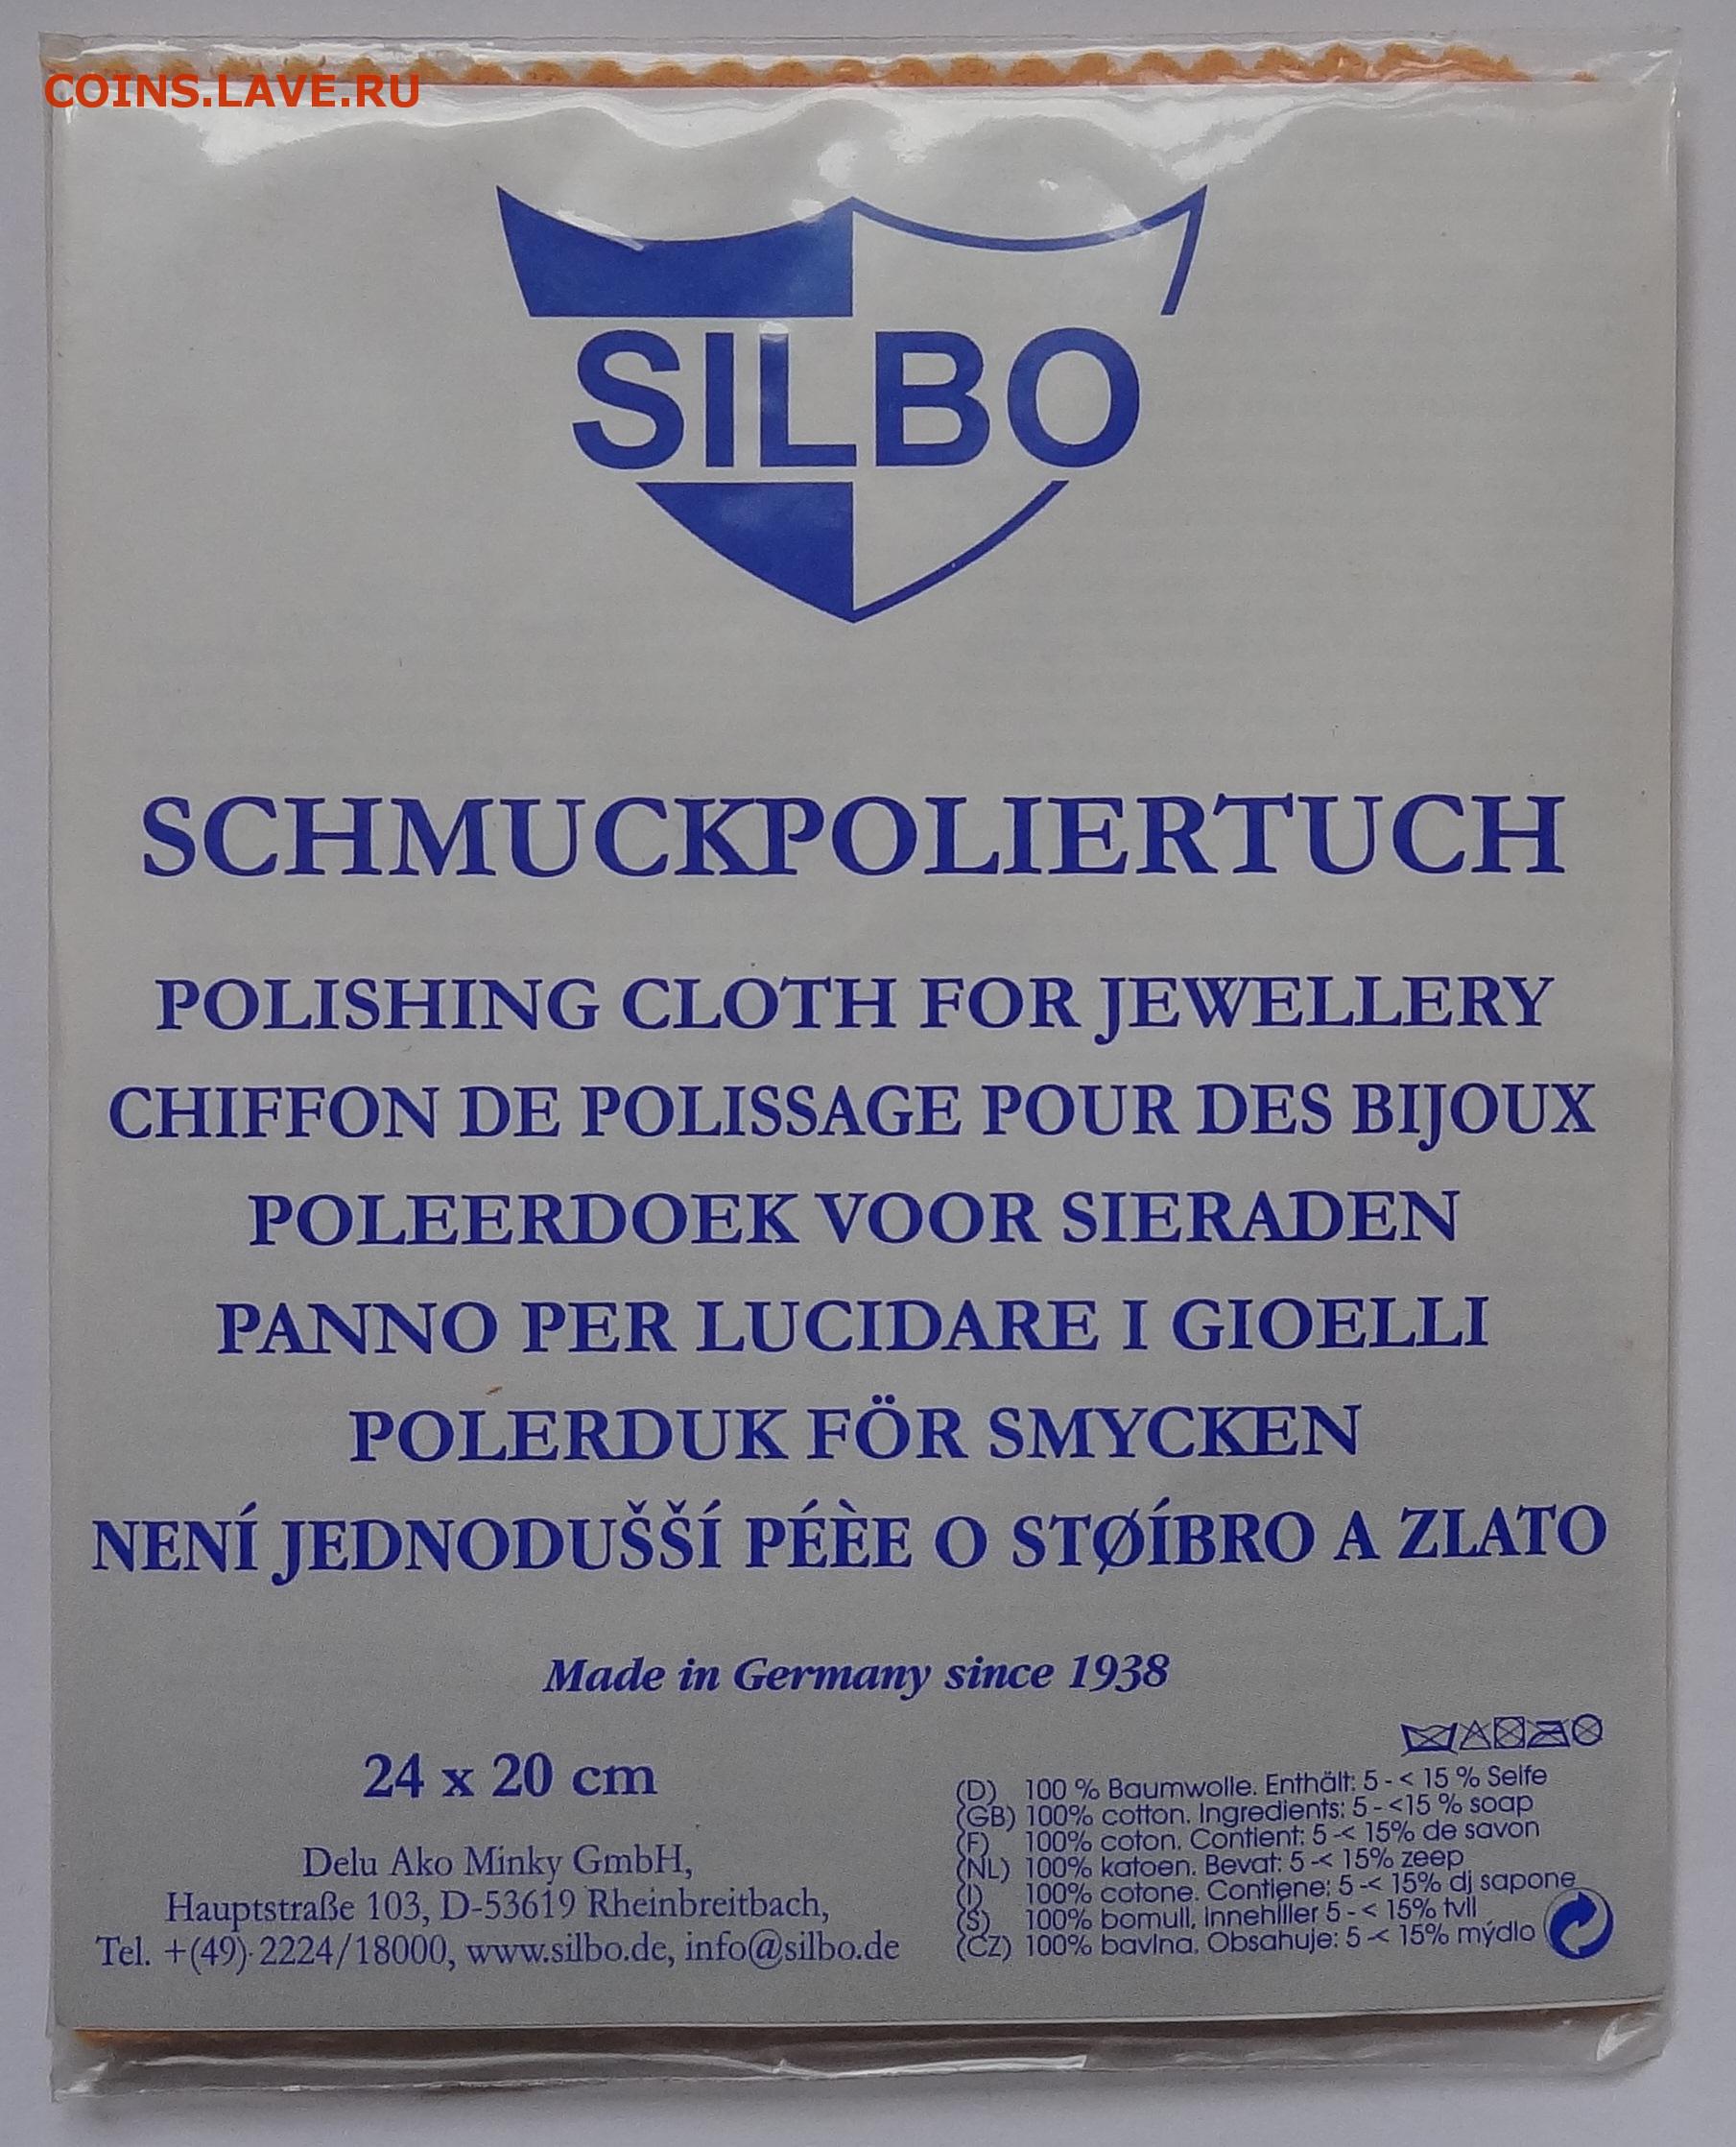 COINS.LAVE.RU
SILBO
SCHMUCKPOLIERTUCH
POLISHING CLOTH FOR JEWELLERY
CHIFFON DE POLISSAGE POUR DES BIJOUX
POLEERDOEK VOOR SIERADEN
PANNO PER LUCIDARE I GIOELLI
POLERDUK FÖR SMYCKEN
NENÍ JEDNODUŠŠÍ PÉÈE O STØÍBRO A ZLATO
Made in Germany since 1938
24 x 20 cm
Delu Ako Minky GmbH,
Hauptstraße 103, D-53619 Rheinbreitbach,
Tel. +(49) 2224/18000, www.silbo.de, info@silbo.de
(D) 100 % Baumwolle. Enthält: 5 - < 15 % Seife
(GB) 100% cotton. Ingredients: 5 - <15 % soap
(F) 100% coton. Contient: 5 -< 15% de savon
(NL) 100% katoen. Bevat: 5 -< 15% zeep
(I) 100% cotone. Contiene: 5 -< 15% di sapone
(S) 100% bomull, Innehller 5 - < 15% tvll
(CZ) 100% bavlna. Obsahuje: 5 -< 15% mýdlo